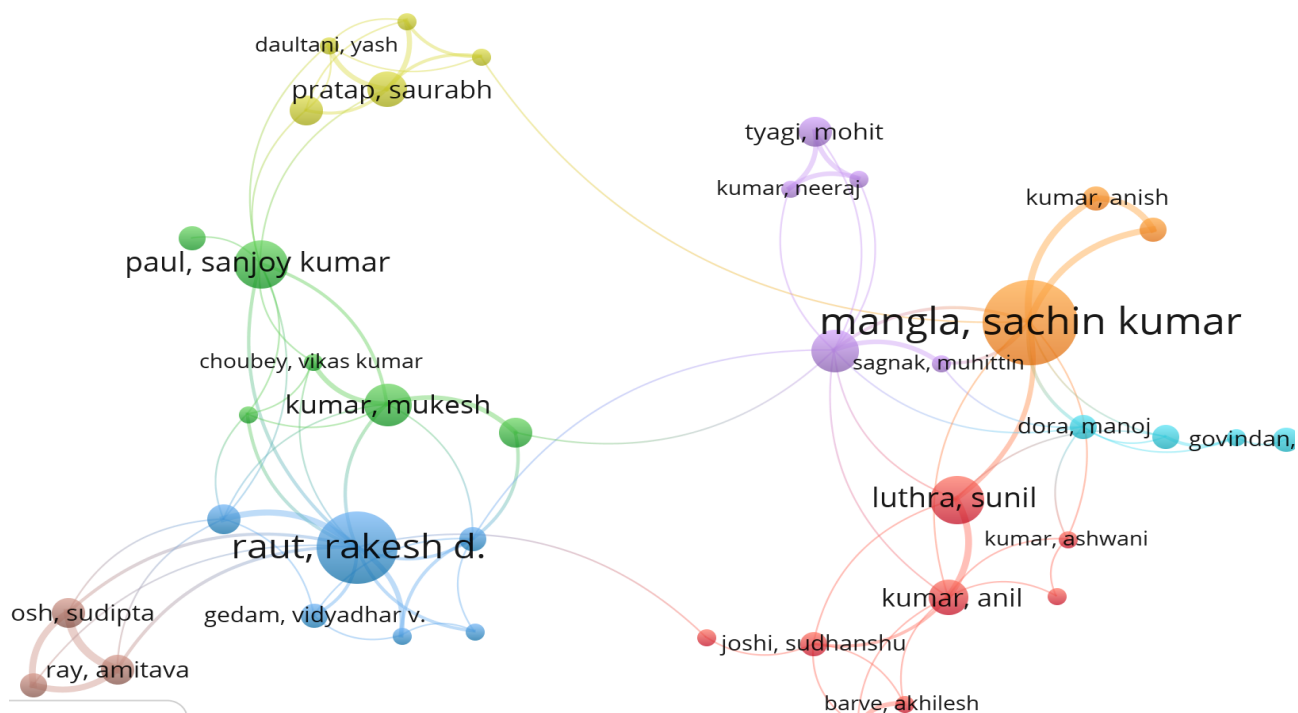 daultani, yash
pratap, saurabh
tyagi, mohit
kumar, neeraj
kumar, anish
paul, sanjoy kumar
mangla, sachin kumar
choubey, vikas kumar
sagnak, muhittin
kumar, mukesh
dora, manoj
govindan,
luthra, sunil
raut, rakesh d.
kumar, ashwani
kumar, anil
osh, sudipta
gedam, vidyadhar v.
joshi, sudhanshu
ray, amitava
barve, akhilesh